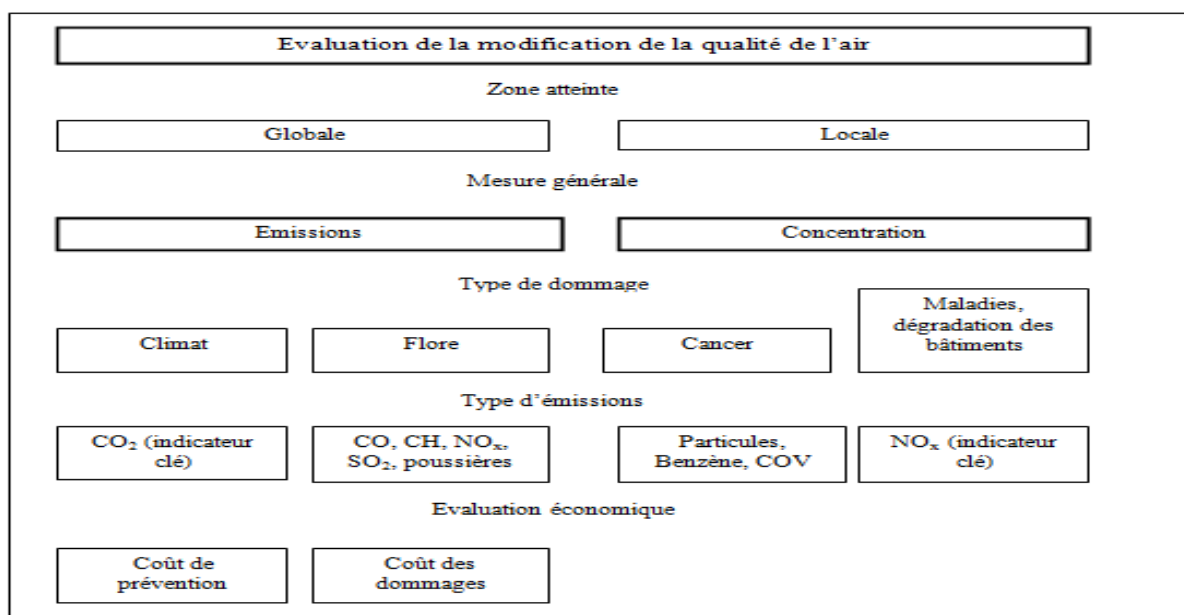 Evaluation de la modification de la qualité de l’air
Zone atteinte
Globale
Locale
Mesure générale
Emissions
Concentration
Type de dommage
Climat
Flore
Cancer
Maladies,
dégradation des
bâtiments
Type d’émissions
CO₂ (indicateur
clé)
CO, CH, NOₓ,
SO₂, poussières
Particules,
Benzène, COV
NOₓ (indicateur
clé)
Evaluation économique
Coût de
prévention
Coût des
dommages